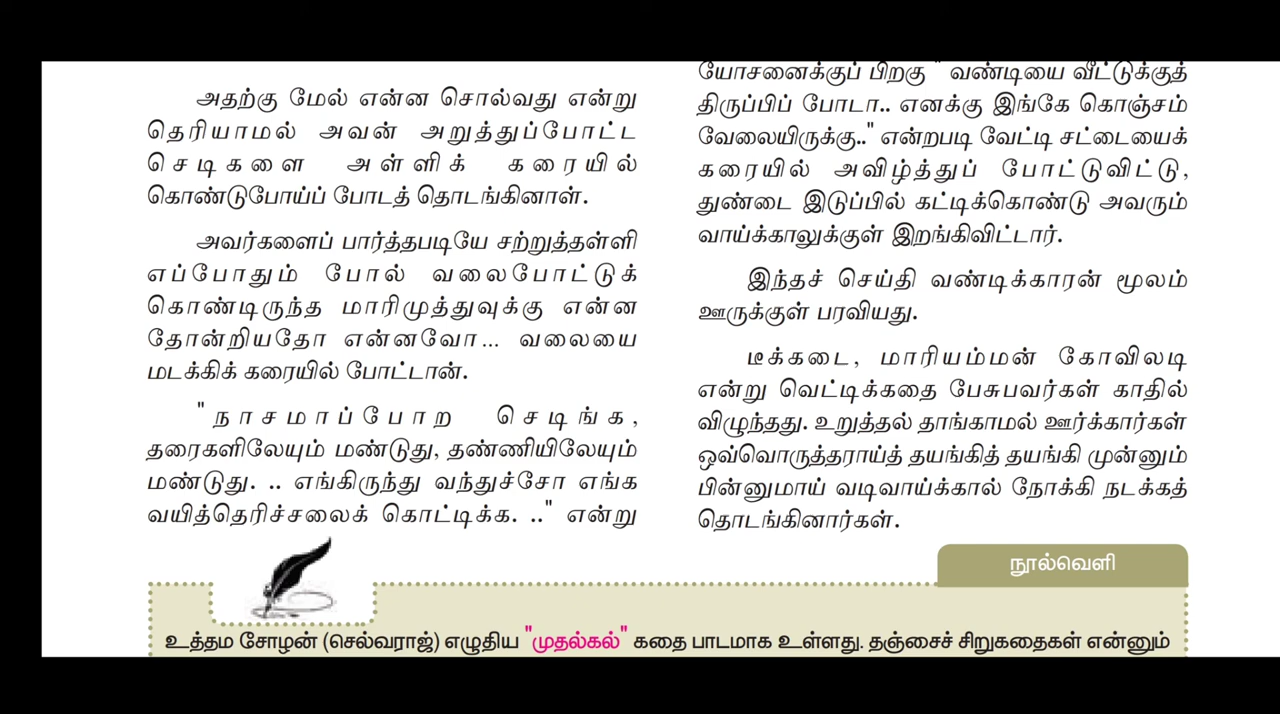 அதற்கு மேல் என்ன சொல்வது என்று
தெரியாமல் அவன் அறுத்துப்போட்ட
செடிகளை அள்ளிக் கரையில்
கொண்டுபோய்ப் போடத் தொடங்கினாள்.
அவர்களைப் பார்த்தபடியே சற்றுத்தள்ளி
எப்போதும் போல் வலைபோட்டுக்
கொண்டிருந்த மாரிமுத்துவுக்கு என்ன
தோன்றியதோ என்னவோ... வலையை
மடக்கிக் கரையில் போட்டான்.
"நாசமாப்போற செடிங்க,
தரைகளிலேயும் மண்டுது, தண்ணியிலேயும்
மண்டுது. .. எங்கிருந்து வந்துச்சோ எங்க
வயித்தெரிச்சலைக் கொட்டிக்க. .." என்று
யோசனைக்குப் பிறகு " வண்டியை வீட்டுக்குத்
திருப்பிப் போடா.. எனக்கு இங்கே கொஞ்சம்
வேலையிருக்கு.." என்றபடி வேட்டி சட்டையைக்
கரையில் அவிழ்த்துப் போட்டுவிட்டு,
துண்டை இடுப்பில் கட்டிக்கொண்டு அவரும்
வாய்க்காலுக்குள் இறங்கிவிட்டார்.
இந்தச் செய்தி வண்டிக்காரன் மூலம்
ஊருக்குள் பரவியது.
டீக்கடை, மாரியம்மன் கோவிலடி
என்று வெட்டிக்கதை பேசுபவர்கள் காதில்
விழுந்தது. உறுத்தல் தாங்காமல் ஊர்க்கார்கள்
ஒவ்வொருத்தராய்த் தயங்கித் தயங்கி முன்னும்
பின்னுமாய் வடிவாய்க்கால் நோக்கி நடக்கத்
தொடங்கினார்கள்.
நூல்வெளி
உத்தம சோழன் (செல்வராஜ்) எழுதிய "முதல்கல்" கதை பாடமாக உள்ளது. தஞ்சைச் சிறுகதைகள் என்னும்